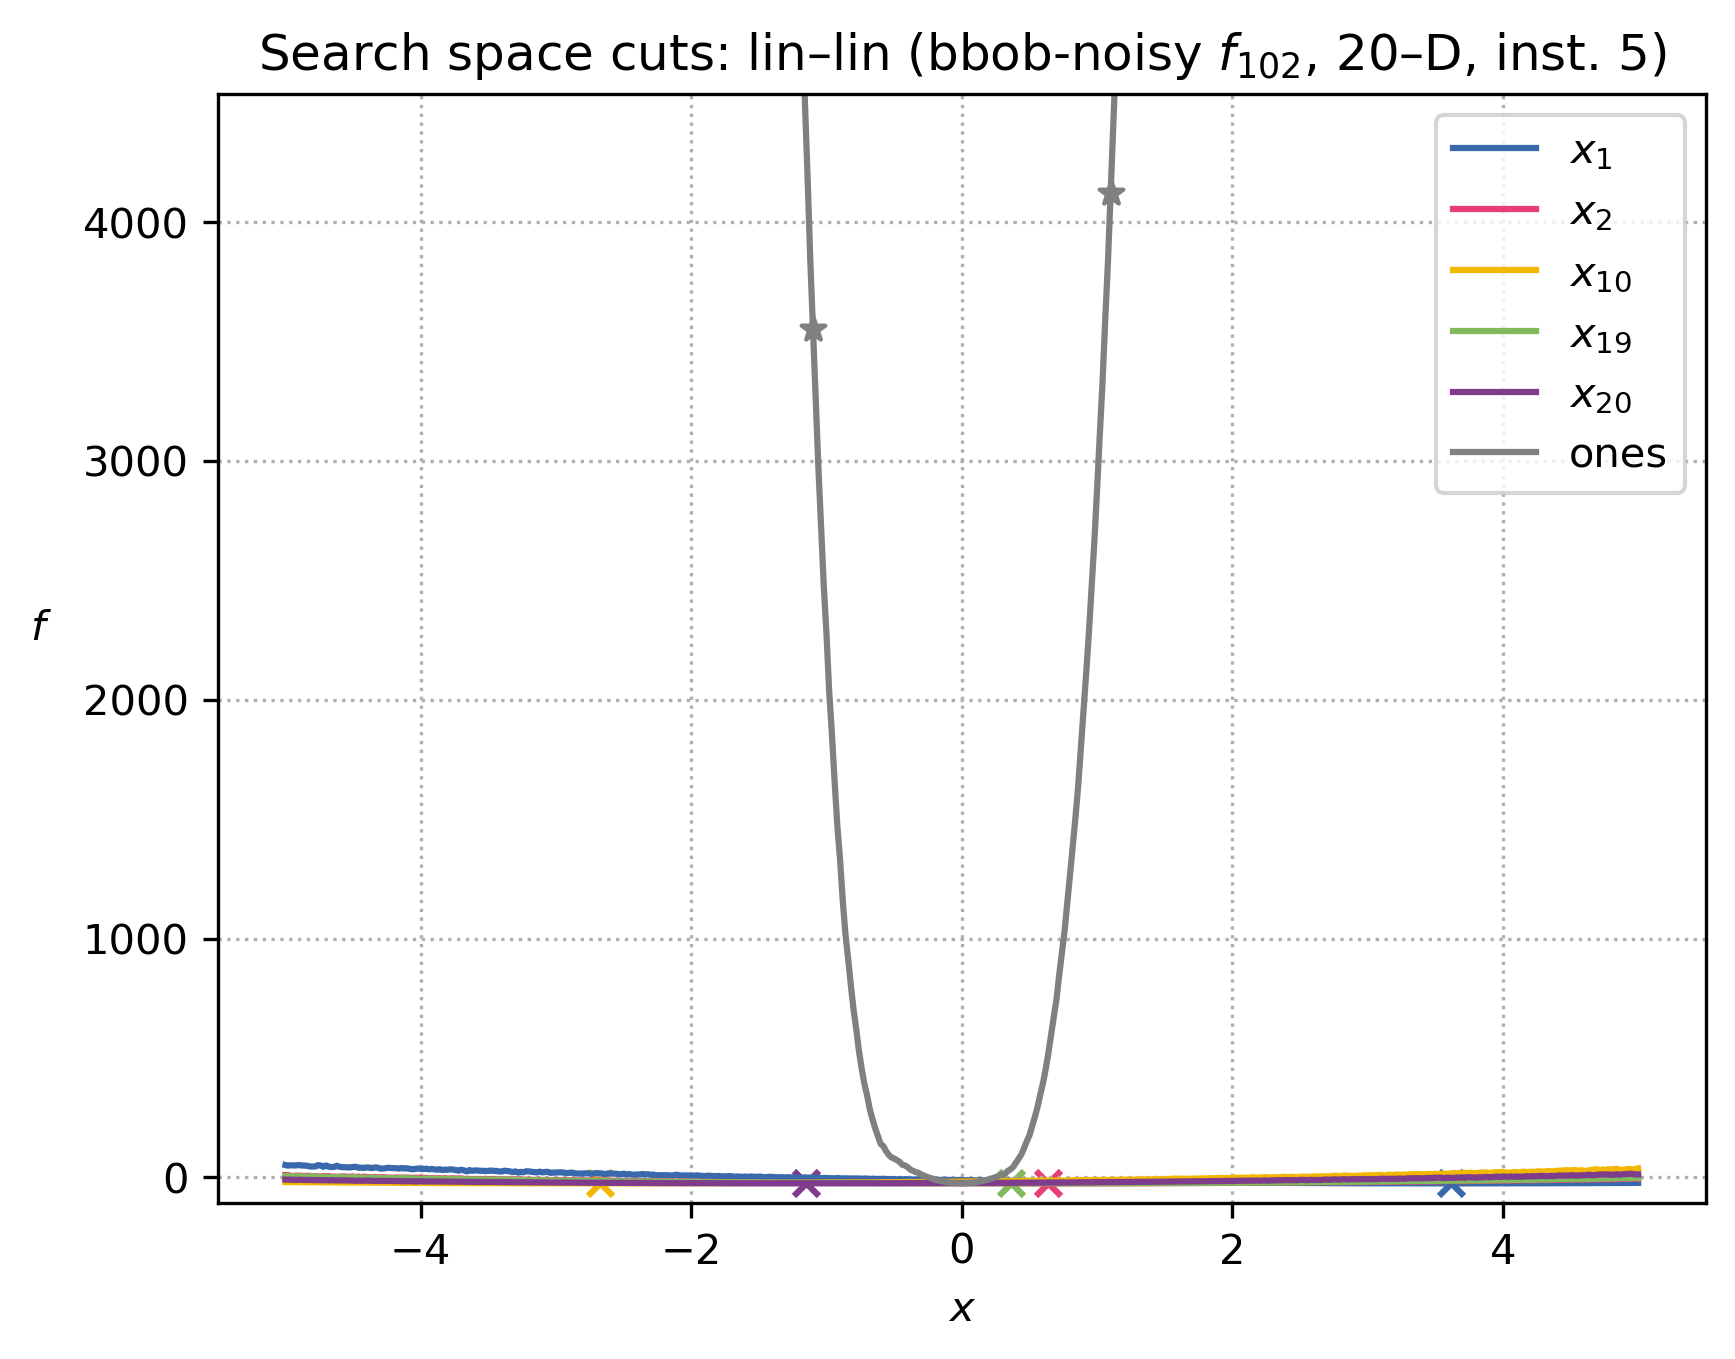 Search space cuts: lin–lin (bbob-noisy f₁₀₂, 20–D, inst. 5)
x₁
x₂
x₁₀
x₁₉
x₂₀
ones
4000
3000
2000
1000
0
f
−4 −2 0 2 4
x